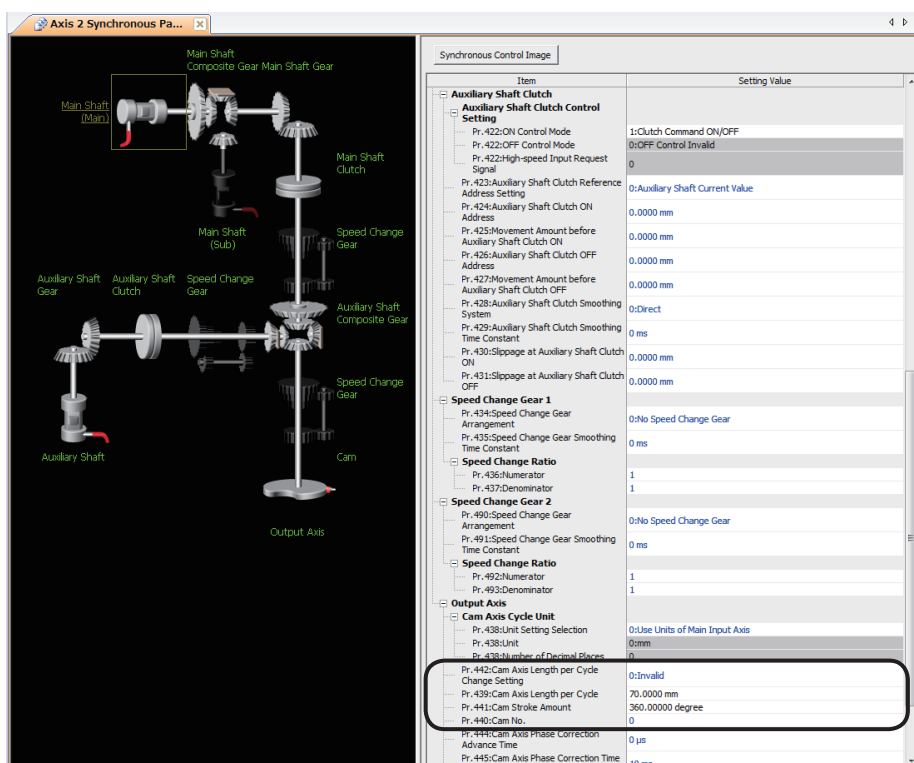 Axis 2 Synchronous Pa...
Main Shaft
Composite Gear
Main Shaft Gear
Main Shaft
(Main)
Main Shaft
Clutch
Main Shaft
(Sub)
Speed Change
Gear
Auxiliary Shaft
Gear
Auxiliary Shaft
Clutch
Speed Change
Gear
Auxiliary Shaft
Composite Gear
Speed Change
Gear
Auxiliary Shaft
Cam
Output Axis
Synchronous Control Image
Item Setting Value
Auxiliary Shaft Clutch
Auxiliary Shaft Clutch Control
Setting
Pr.422:ON Control Mode 1:Clutch Command ON/OFF
Pr.422:OFF Control Mode 0:OFF Control Invalid
Pr.422:High-speed Input Request
Signal 0
Pr.423:Auxiliary Shaft Clutch Reference
Address Setting 0:Auxiliary Shaft Current Value
Pr.424:Auxiliary Shaft Clutch ON
Address 0.0000 mm
Pr.425:Movement Amount before
Auxiliary Shaft Clutch ON 0.0000 mm
Pr.426:Auxiliary Shaft Clutch OFF
Address 0.0000 mm
Pr.427:Movement Amount before
Auxiliary Shaft Clutch OFF 0.0000 mm
Pr.428:Auxiliary Shaft Clutch Smoothing
System 0:Direct
Pr.429:Auxiliary Shaft Clutch Smoothing
Time Constant 0 ms
Pr.430:Slippage at Auxiliary Shaft Clutch
ON 0.0000 mm
Pr.431:Slippage at Auxiliary Shaft Clutch
OFF 0.0000 mm
Speed Change Gear 1
Pr.434:Speed Change Gear
Arrangement 0:No Speed Change Gear
Pr.435:Speed Change Gear Smoothing
Time Constant 0 ms
Speed Change Ratio
Pr.436:Numerator 1
Pr.437:Denominator 1
Speed Change Gear 2
Pr.490:Speed Change Gear
Arrangement 0:No Speed Change Gear
Pr.491:Speed Change Gear Smoothing
Time Constant 0 ms
Speed Change Ratio
Pr.492:Numerator 1
Pr.493:Denominator 1
Output Axis
Cam Axis Cycle Unit
Pr.438:Unit Setting Selection 0:Use Units of Main Input Axis
Pr.438:Unit 0:mm
Pr.438:Number of Decimal Places 0
Pr.442:Cam Axis Length per Cycle
Change Setting 0:Invalid
Pr.439:Cam Axis Length per Cycle 70.0000 mm
Pr.441:Cam Stroke Amount 360.00000 degree
Pr.440:Cam No. 0
Pr.444:Cam Axis Phase Correction
Advance Time 0 µs
Pr.445:Cam Axis Phase Correction Time 10 ms